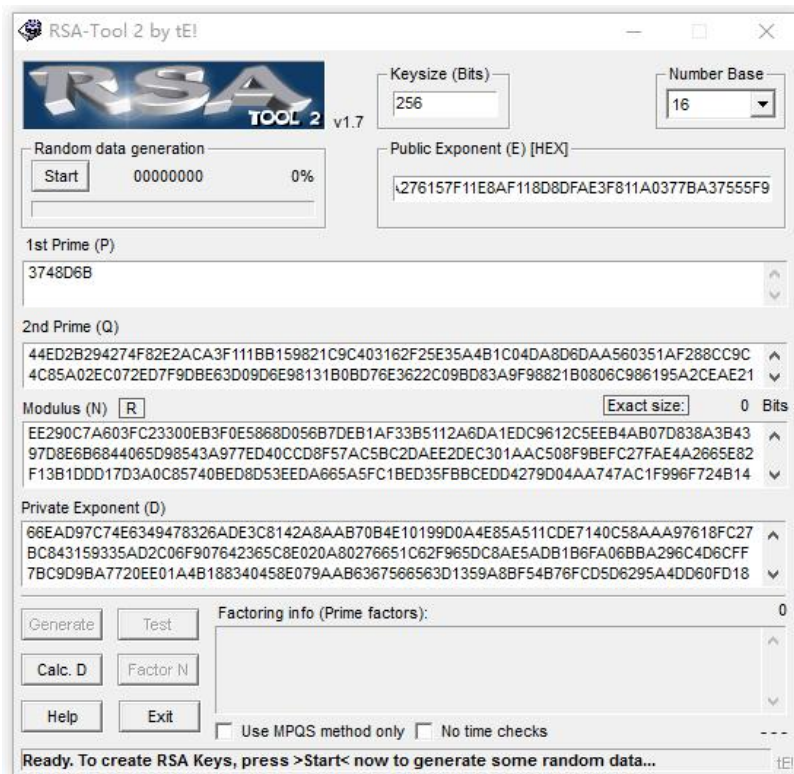 RSA-Tool 2 by tE!
RSA
TOOL 2 v1.7
Keysize (Bits)
256
Number Base
16
Random data generation
Start 00000000 0%
Public Exponent (E) [HEX]
276157F11E8AF118D8DFAE3F811A0377BA37555F9
1st Prime (P)
3748D6B
2nd Prime (Q)
44ED2B294274F82E2ACA3F111BB159821C9C403162F25E35A4B1C04DA8D6DAA560351AF288CC9C
4C85A02EC072ED7F9DBE63D09D6E98131B0BD76E3622C09BD83A9F98821B0806C986195A2CEAE21
Modulus (N) R Exact size: 0 Bits
EE290C7A603FC23300EB3F0E5868D056B7DEB1AF33B5112A6DA1EDC9612C5EEB4AB07D838A3B43
97D8E6B6844065D98543A977ED40CCD8F57AC5BC2DAEE2DEC301AAC508F9BEFC27FAE4A2665E82
F13B1DDD17D3A0C85740BED8D53EEDA665A5FC1BED35FBBCEDD4279D04AA747AC1F996F724B14
Private Exponent (D)
66EAD97C74E6349478326ADE3C8142A8AAB70B4E10199D0A4E85A511CDE7140C58AAA97618FC27
BC843159335AD2C06F907642365C8E020A80276651C62F965DC8AE5ADB1B6FA06BBA296C4D6CFF
7BC9D9BA7720EE01A4B188340458E079AAB6367566563D1359A8BF54B76FCD5D6295A4DD60FD18
Generate Test
Calc. D Factor N
Help Exit
Factoring info (Prime factors): 0
Use MPQS method only No time checks ---
Ready. To create RSA Keys, press >Start< now to generate some random data... tE!